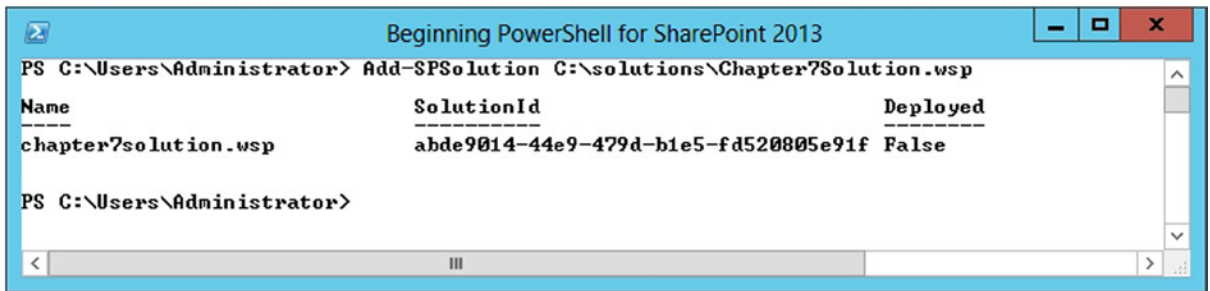 Beginning PowerShell for SharePoint 2013
PS C:\Users\Administrator> Add-SPSolution C:\solutions\Chapter7Solution.wsp
Name SolutionId Deployed
---- ---------- --------
chapter7solution.wsp abde9014-44e9-479d-b1e5-fd520805e91f False
PS C:\Users\Administrator>